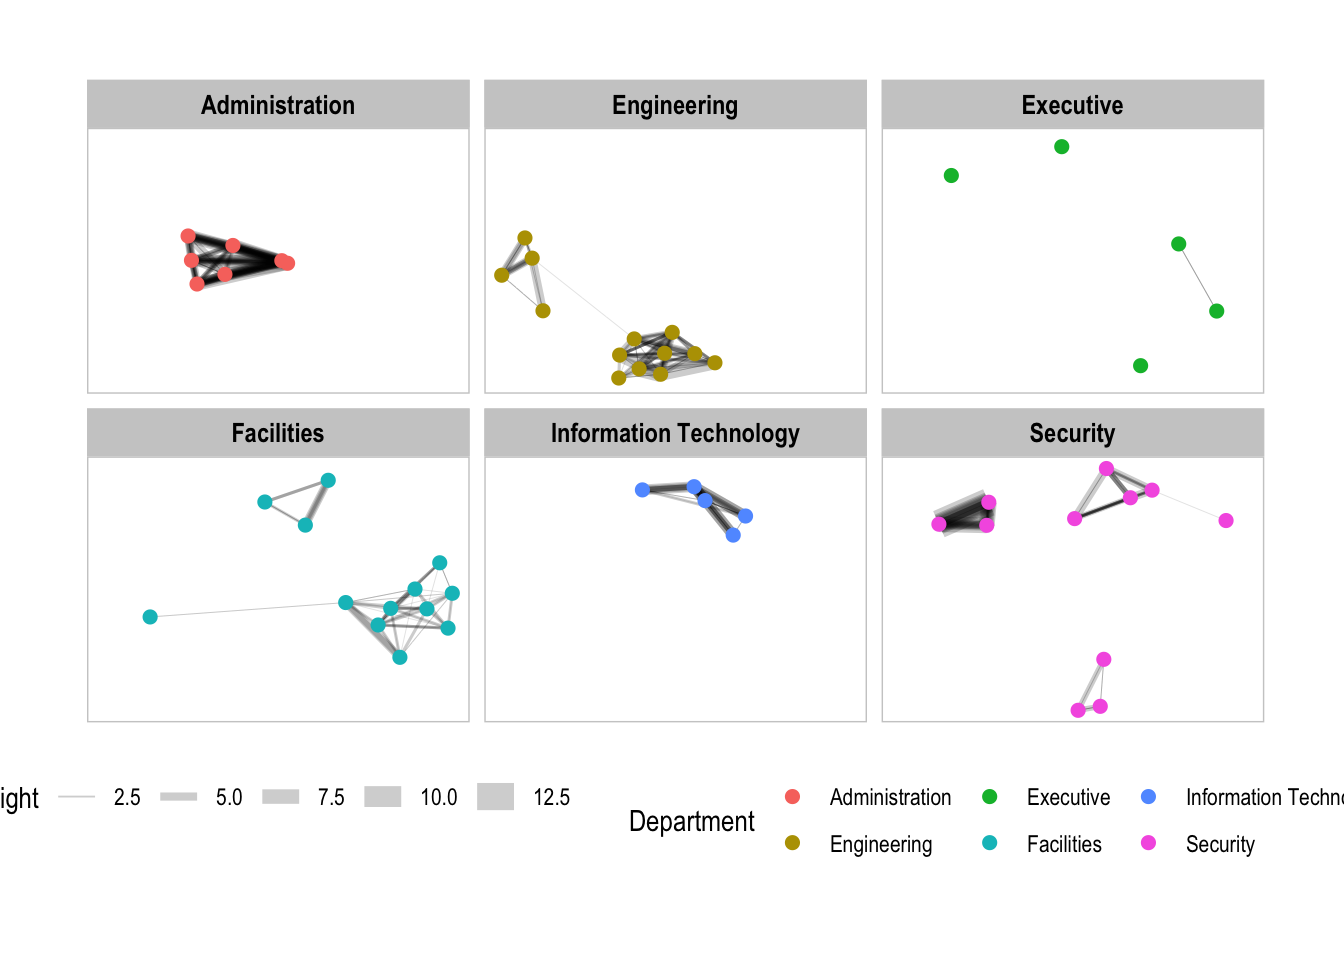 Administration
Engineering
Executive
Facilities
Information Technology
Security
ight 2.5 5.0 7.5 10.0 12.5
Department
Administration Executive Information Techno
Engineering Facilities Security